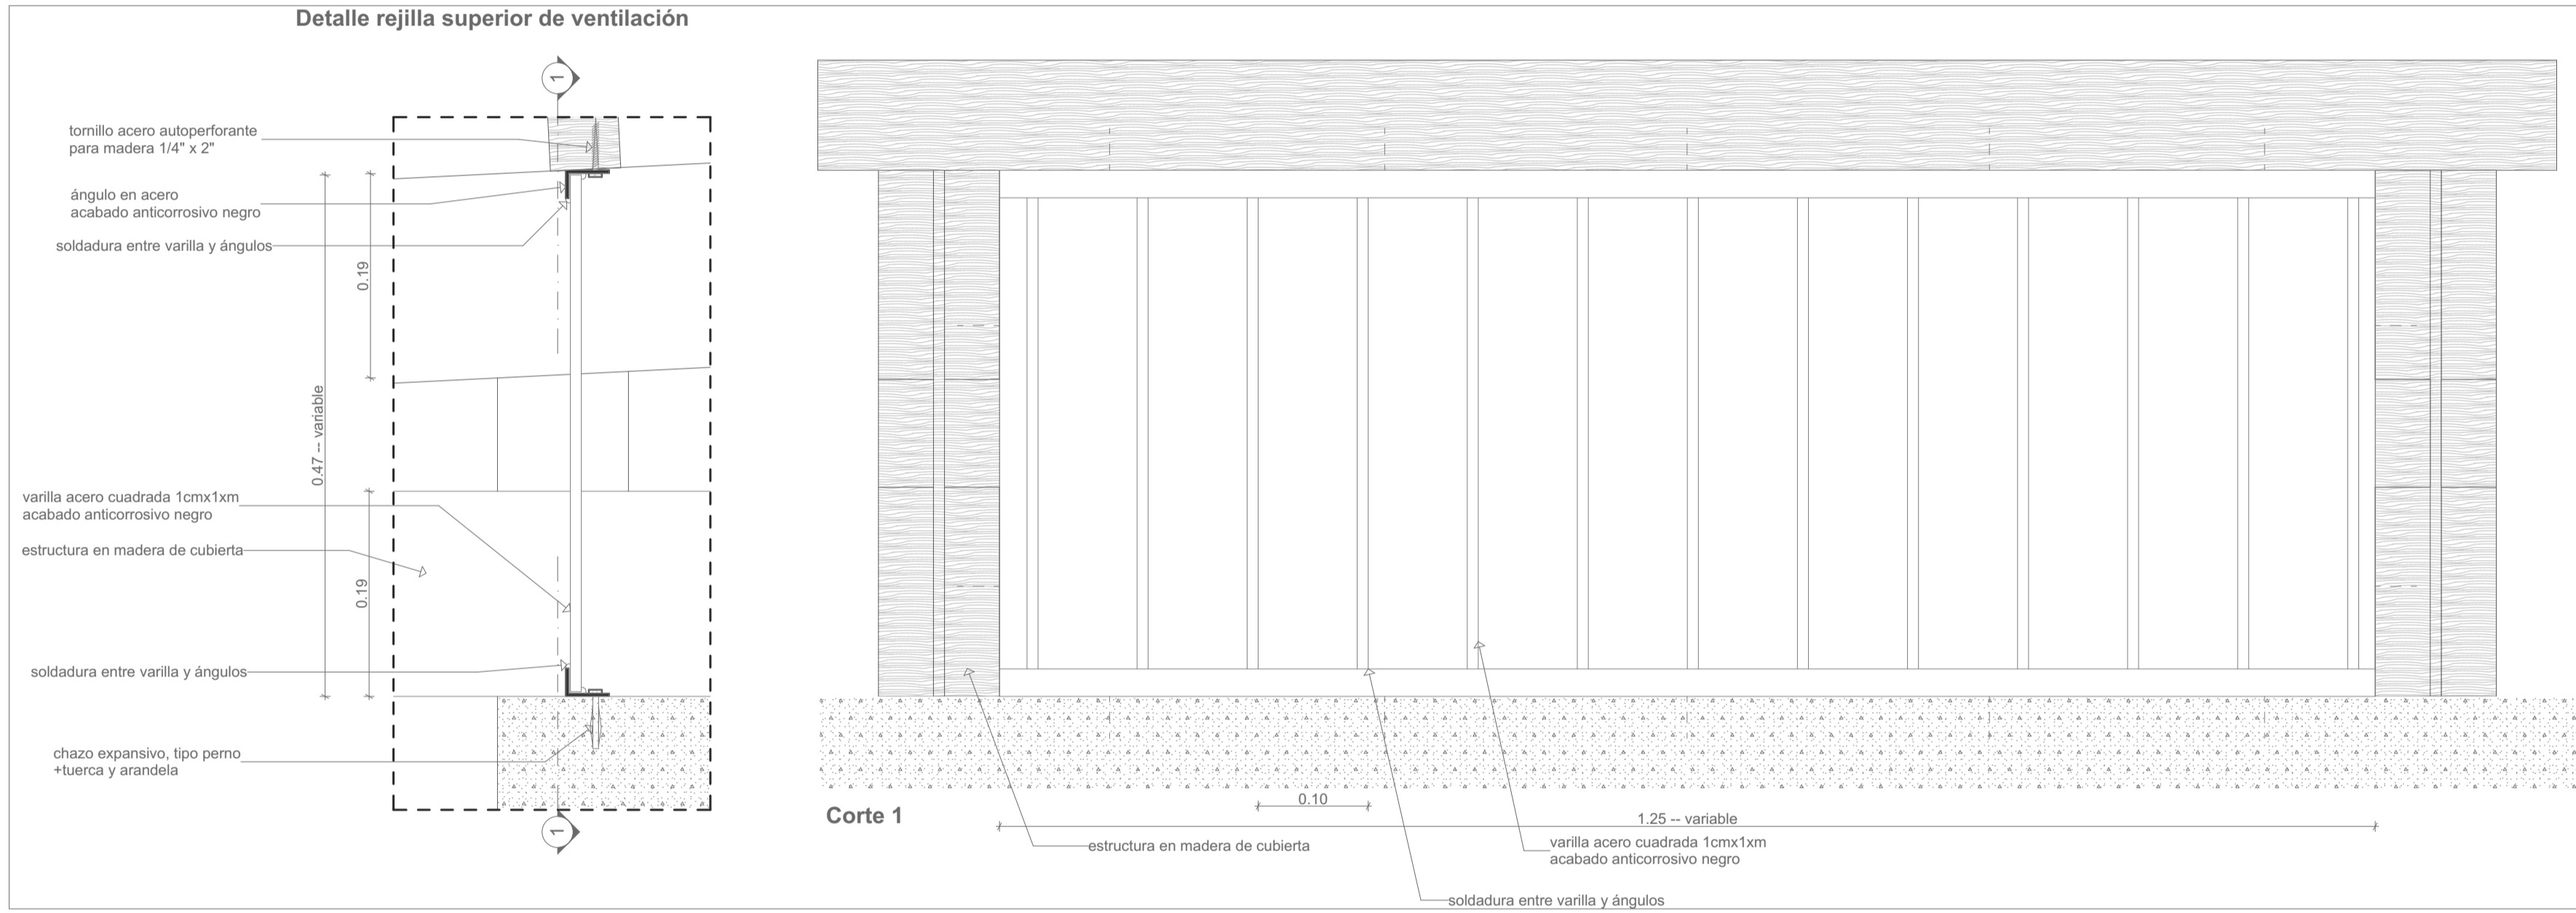 Detalle rejilla superior de ventilación
1
tornillo acero autoperforante
para madera 1/4" x 2"
ángulo en acero
acabado anticorrosivo negro
soldadura entre varilla y ángulos
0.19
0.47 -- variable
varilla acero cuadrada 1cmx1xm
acabado anticorrosivo negro
estructura en madera de cubierta
0.19
soldadura entre varilla y ángulos
chazo expansivo, tipo perno
+tuerca y arandela
1
Corte 1
0.10
1.25 -- variable
estructura en madera de cubierta
varilla acero cuadrada 1cmx1xm
acabado anticorrosivo negro
soldadura entre varilla y ángulos